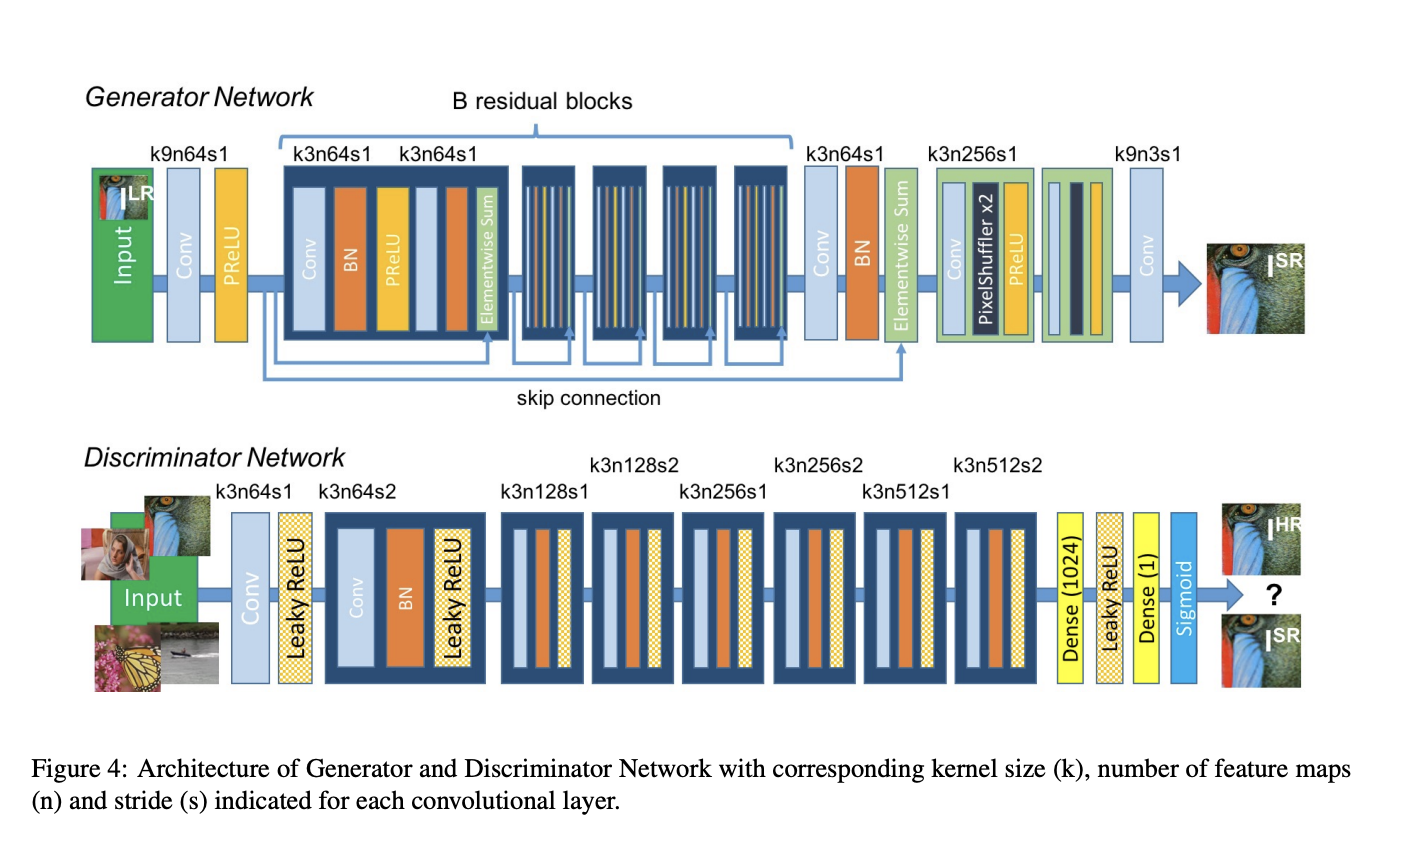 Generator Network
B residual blocks
k9n64s1
k3n64s1
k3n64s1
k3n64s1
k3n256s1
k9n3s1
ILR
Input
Conv
PReLU
Conv
BN
PReLU
Elementwise Sum
Conv
BN
Elementwise Sum
Conv
PixelShuffler x2
PReLU
Conv
ISR
skip connection
Discriminator Network
k3n128s2
k3n256s2
k3n512s2
k3n64s1
k3n64s2
k3n128s1
k3n256s1
k3n512s1
Input
Conv
Leaky ReLU
Conv
BN
Leaky ReLU
Dense (1024)
Leaky ReLU
Dense (1)
Sigmoid
IHR
?
ISR
Figure 4: Architecture of Generator and Discriminator Network with corresponding kernel size (k), number of feature maps
(n) and stride (s) indicated for each convolutional layer.